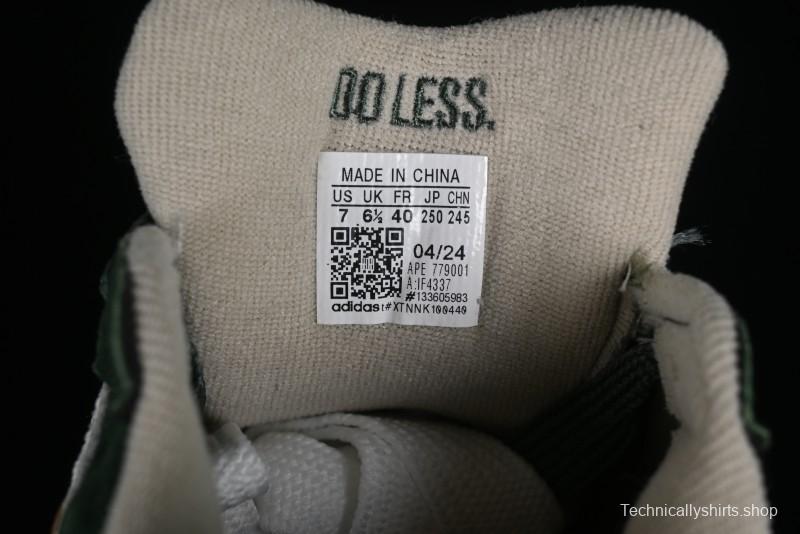 DO LESS.
MADE IN CHINA
US UK FR JP CHN
7 6½ 40 250 245
04/24
APE 779001
A:IF4337
#133605983
adidas t# XTNNK100440
Technicallyshirts.shop